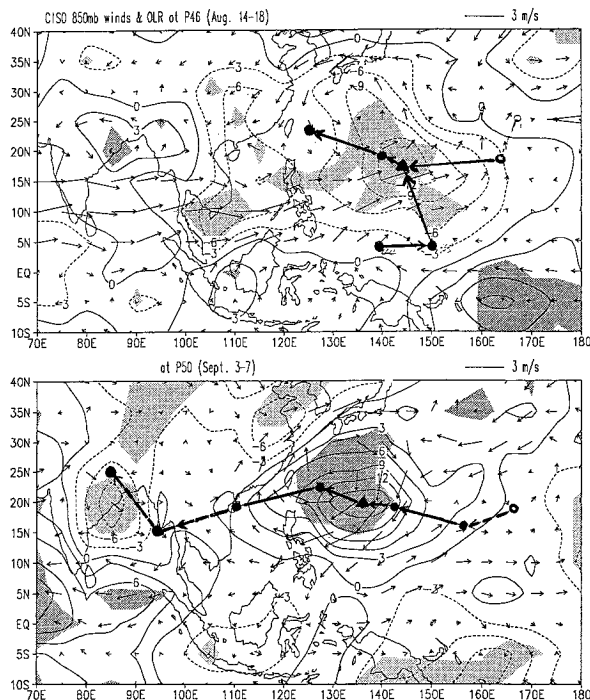 CISO 850mb winds & OLR at P46 (Aug. 14-18)
3 m/s
40N
35N
30N
25N
20N
15N
10N
5N
EQ
5S
10S
70E 80E 90E 100E 110E 120E 130E 140E 150E 160E 170E 180
at P50 (Sept. 3-7)
3 m/s
40N
35N
30N
25N
20N
15N
10N
5N
EQ
5S
10S
70E 80E 90E 100E 110E 120E 130E 140E 150E 160E 170E 180